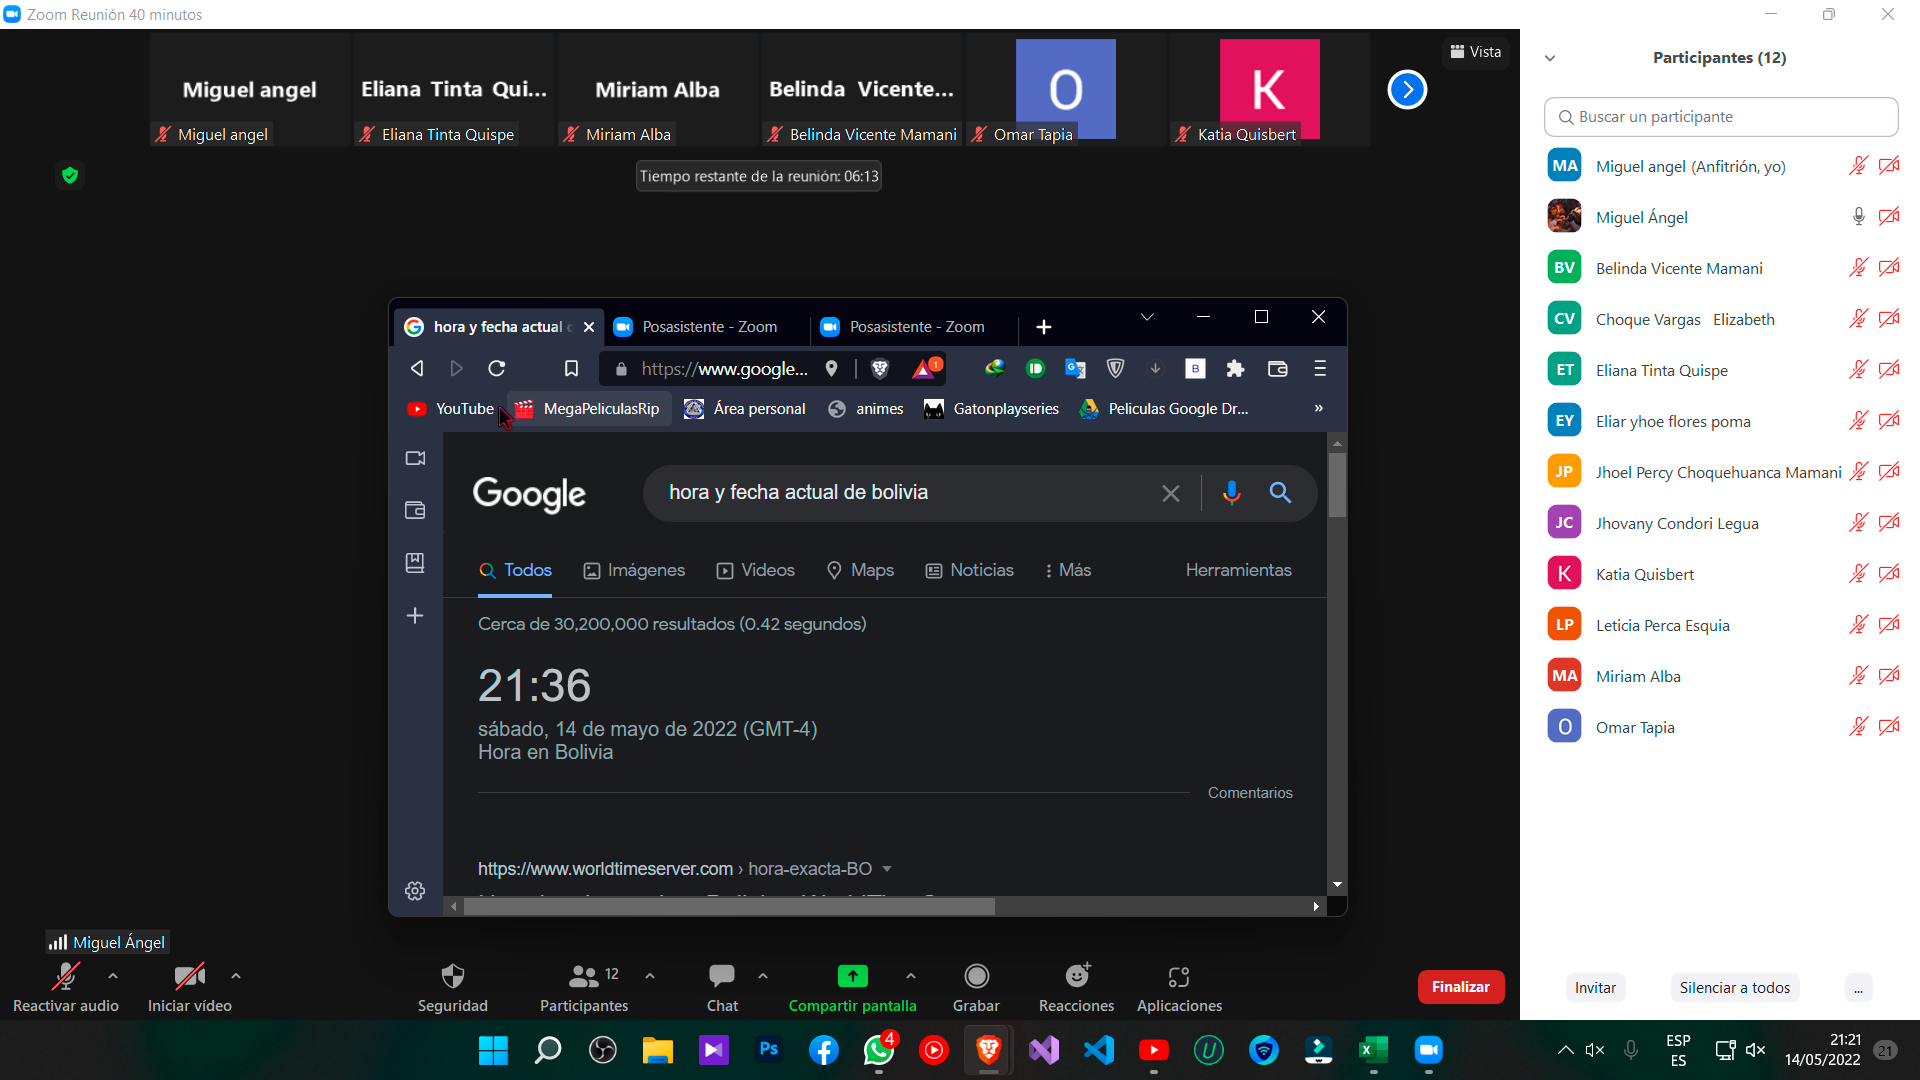 Zoom Reunión 40 minutos
Vista
Miguel angel
Eliana Tinta Qui...
Miriam Alba
Belinda Vicente...
O
K
Miguel angel
Eliana Tinta Quispe
Miriam Alba
Belinda Vicente Mamani
Omar Tapia
Katia Quisbert
Tiempo restante de la reunión: 06:13
hora y fecha actual
Posasistente - Zoom
Posasistente - Zoom
https://www.google...
1
B
YouTube
MegaPeliculasRip
Área personal
animes
Gatonplayseries
Peliculas Google Dr...
»
Google
hora y fecha actual de bolivia
Todos
Imágenes
Videos
Maps
Noticias
Más
Herramientas
Cerca de 30,200,000 resultados (0.42 segundos)
21:36
sábado, 14 de mayo de 2022 (GMT-4)
Hora en Bolivia
Comentarios
https://www.worldtimeserver.com › hora-exacta-BO
Miguel Ángel
Reactivar audio
Iniciar vídeo
Seguridad
12
Participantes
Chat
Compartir pantalla
Grabar
Reacciones
Aplicaciones
Finalizar
Participantes (12)
Buscar un participante
MA Miguel angel (Anfitrión, yo)
Miguel Ángel
BV Belinda Vicente Mamani
CV Choque Vargas Elizabeth
ET Eliana Tinta Quispe
EY Eliar yhoe flores poma
JP Jhoel Percy Choquehuanca Mamani
JC Jhovany Condori Legua
K Katia Quisbert
LP Leticia Perca Esquia
MA Miriam Alba
O Omar Tapia
Invitar
Silenciar a todos
...
Ps
4
U
ESP
ES
21:21
14/05/2022
21